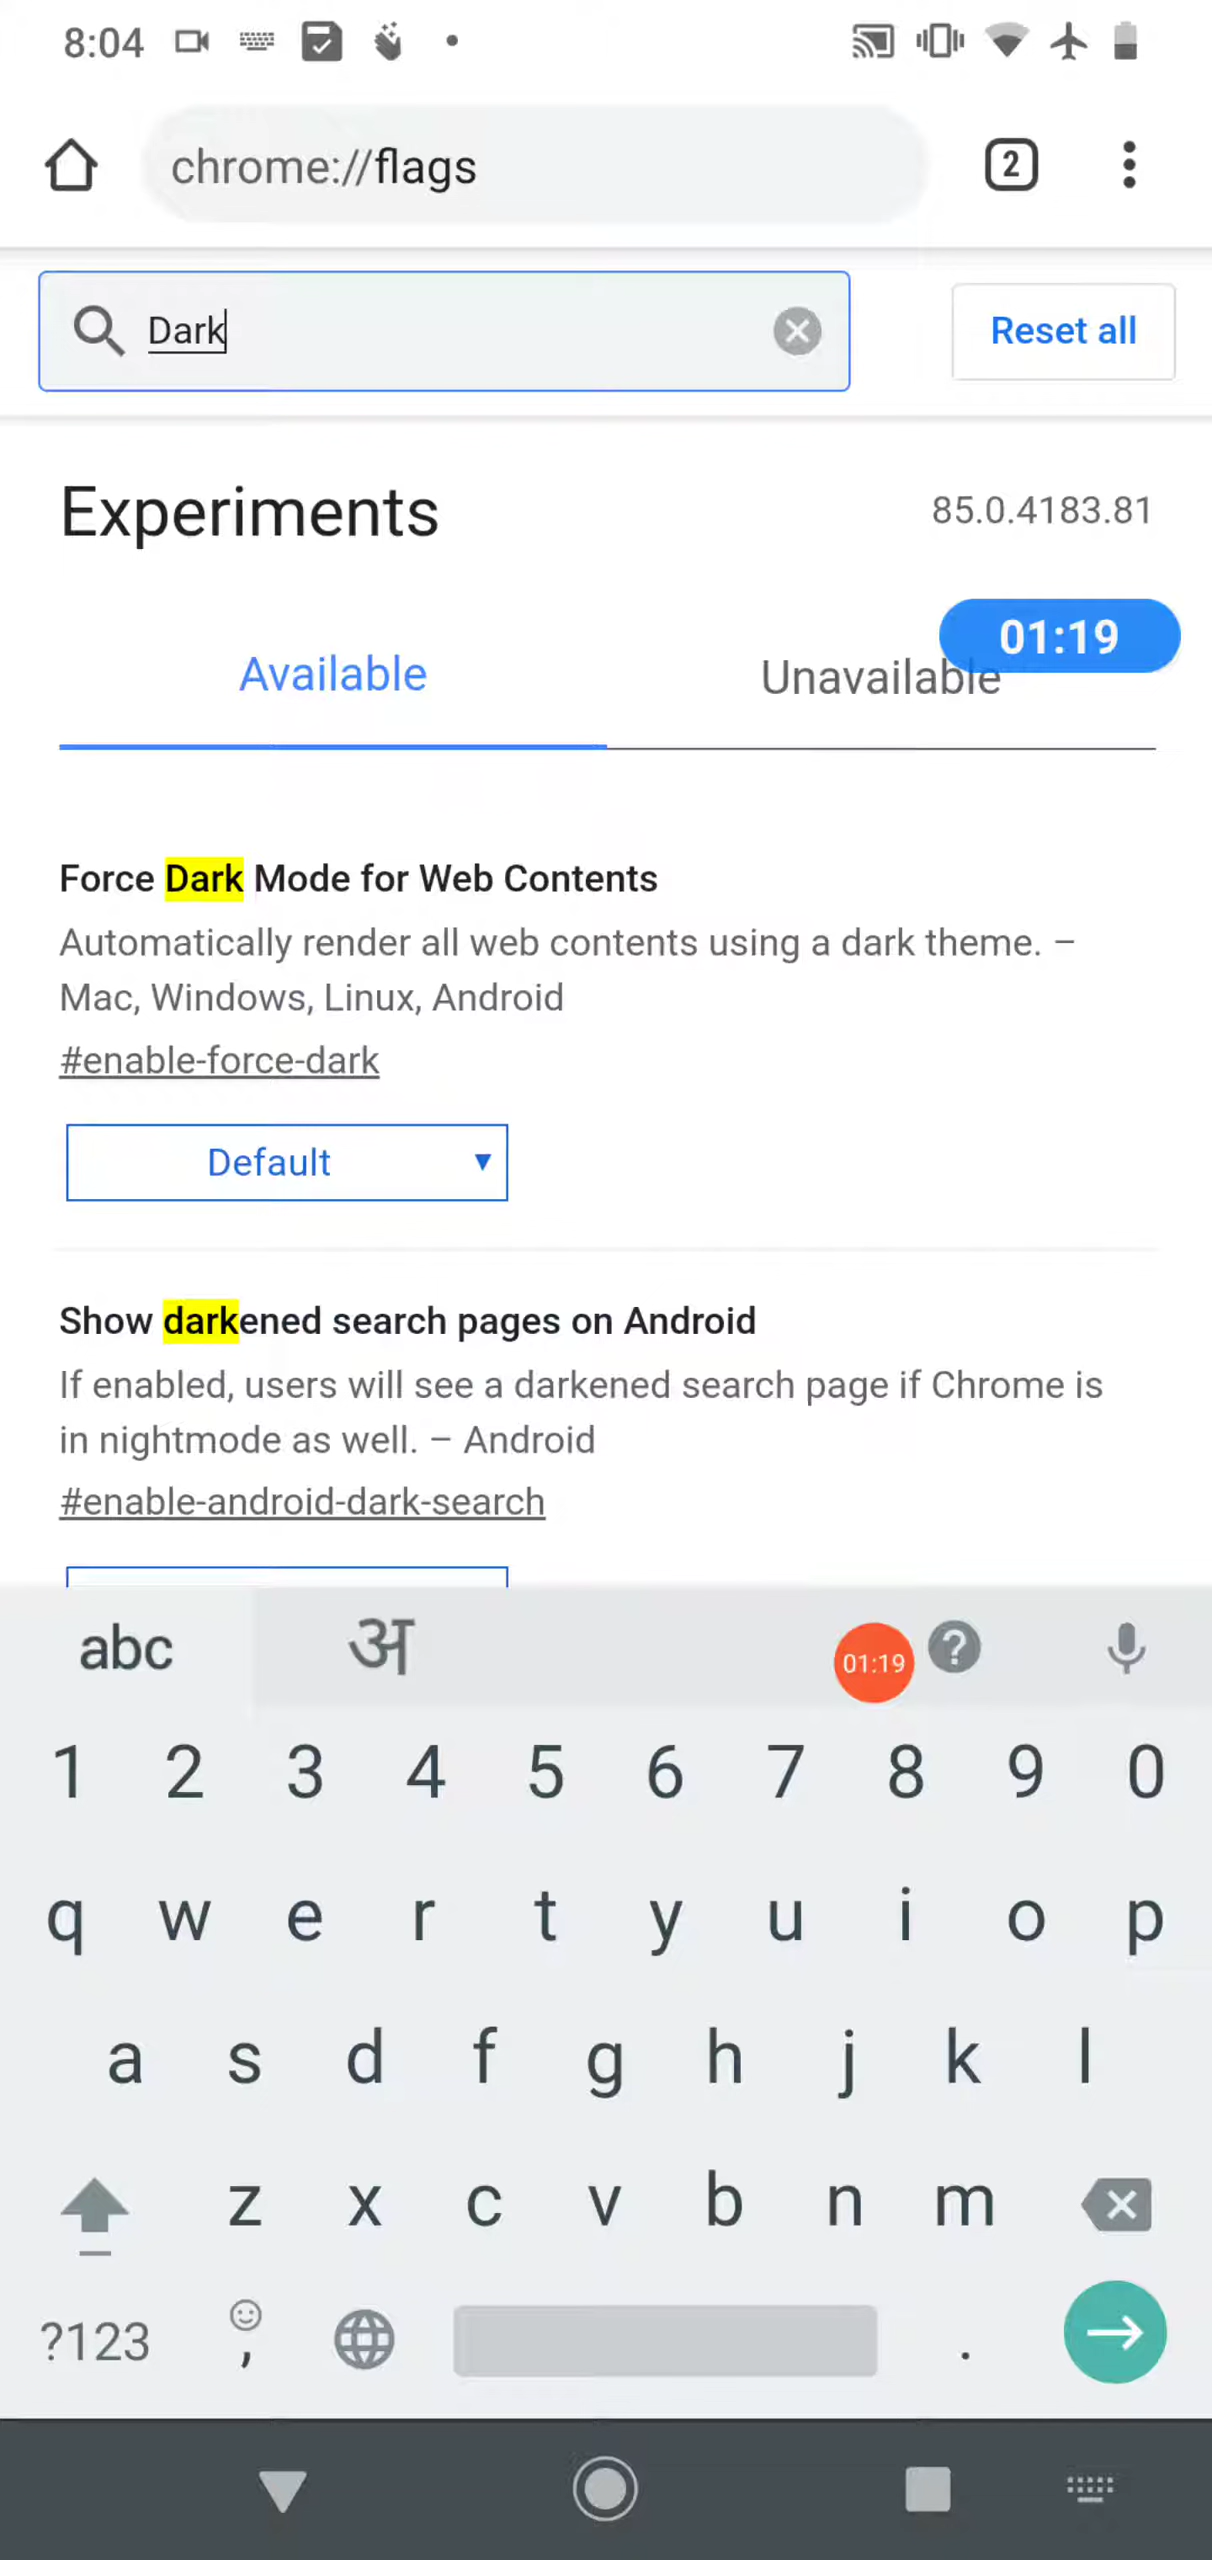 8:04
chrome://flags
2
Dark
Reset all
Experiments
85.0.4183.81
01:19
Available
Unavailable
Force Dark Mode for Web Contents
Automatically render all web contents using a dark theme. –
Mac, Windows, Linux, Android
#enable-force-dark
Default
Show darkened search pages on Android
If enabled, users will see a darkened search page if Chrome is
in nightmode as well. – Android
#enable-android-dark-search
abc अ 01:19 ?
1 2 3 4 5 6 7 8 9 0
q w e r t y u i o p
a s d f g h j k l
z x c v b n m
?123 , .